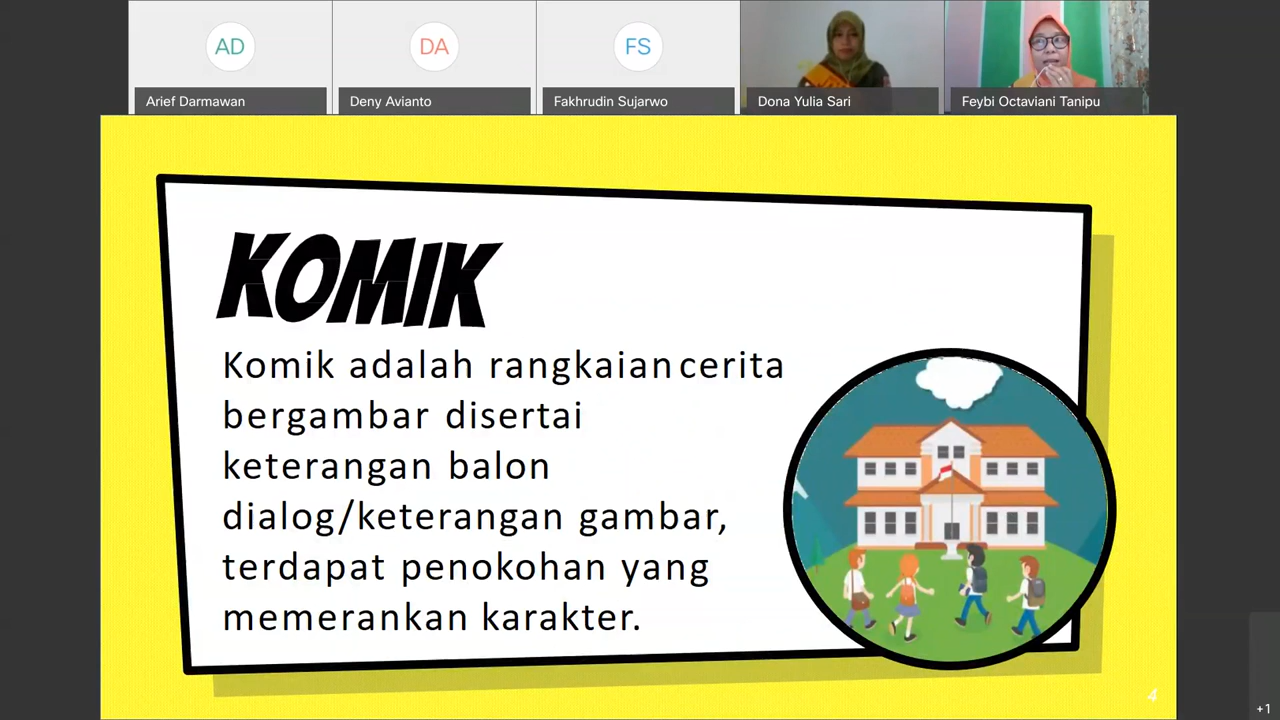 AD
DA
FS
Arief Darmawan
Deny Avianto
Fakhrudin Sujarwo
Dona Yulia Sari
Feybi Octaviani Tanipu
KOMIK
Komik adalah rangkaian cerita
bergambar disertai
keterangan balon
dialog/keterangan gambar,
terdapat penokohan yang
memerankan karakter.
4
+1